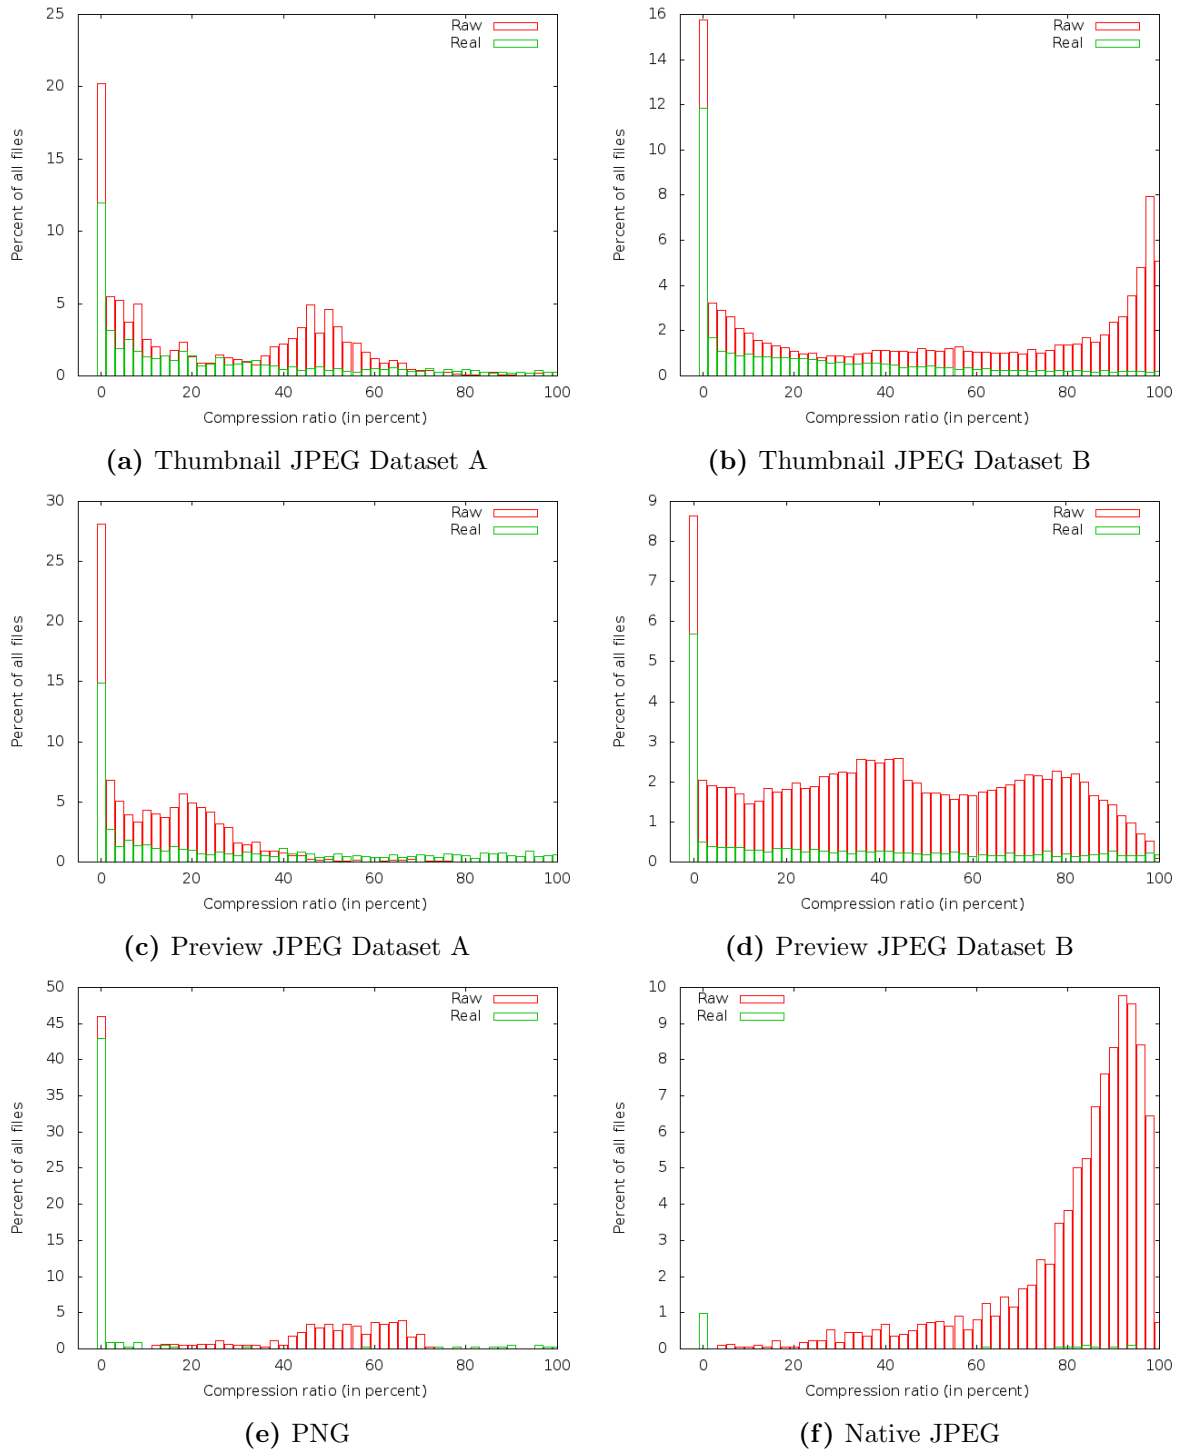 25
20
15
10
5
0
Percent of all files
Raw
Real
0 20 40 60 80 100
Compression ratio (in percent)
(a) Thumbnail JPEG Dataset A
16
14
12
10
8
6
4
2
0
Percent of all files
Raw
Real
0 20 40 60 80 100
Compression ratio (in percent)
(b) Thumbnail JPEG Dataset B
30
25
20
15
10
5
0
Percent of all files
Raw
Real
0 20 40 60 80 100
Compression ratio (in percent)
(c) Preview JPEG Dataset A
9
8
7
6
5
4
3
2
1
0
Percent of all files
Raw
Real
0 20 40 60 80 100
Compression ratio (in percent)
(d) Preview JPEG Dataset B
50
45
40
35
30
25
20
15
10
5
0
Percent of all files
Raw
Real
0 20 40 60 80 100
Compression ratio (in percent)
(e) PNG
10
9
8
7
6
5
4
3
2
1
0
Percent of all files
Raw
Real
0 20 40 60 80 100
Compression ratio (in percent)
(f) Native JPEG